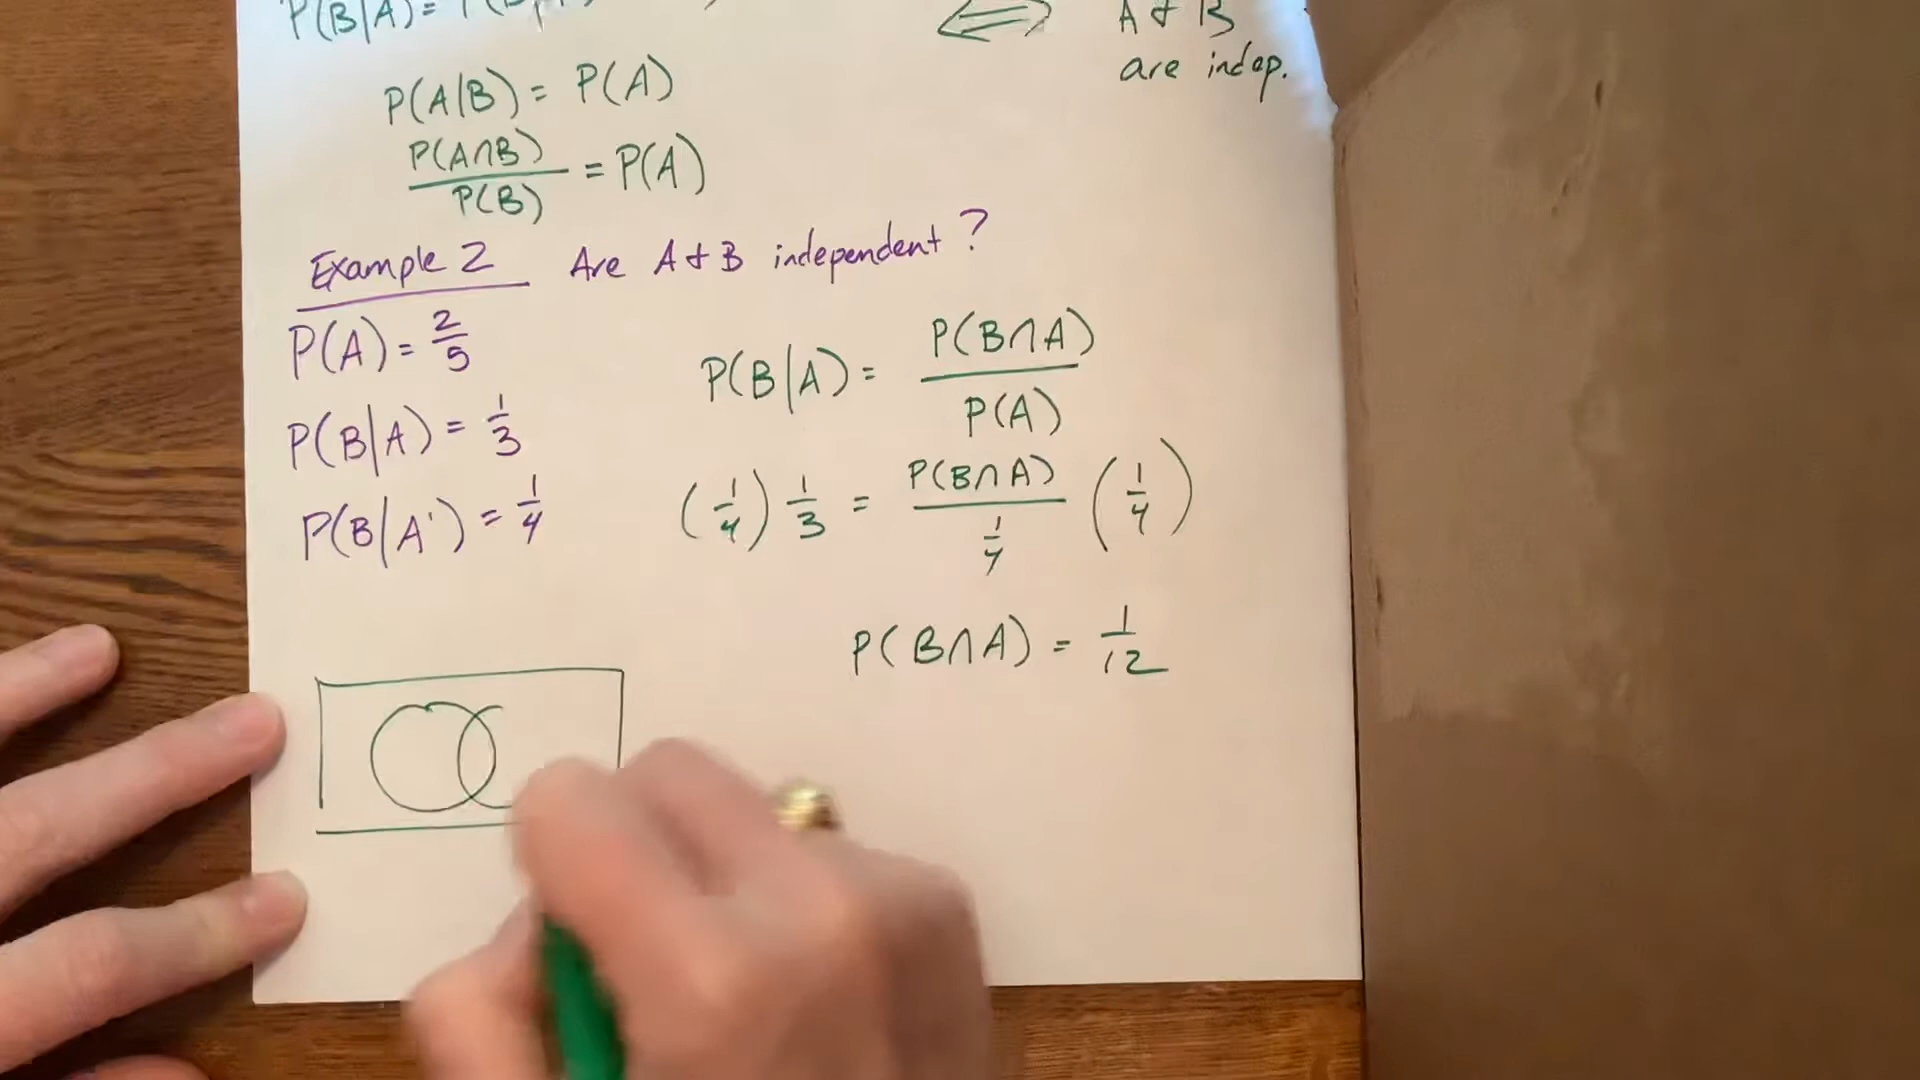 P(B|A) =
⟺ A & B
are indep.
P(A|B) = P(A)
P(A∩B)/P(B) = P(A)
Example 2 Are A & B independent?
P(A) = 2/5
P(B|A) = 1/3
P(B|A') = 1/4
P(B|A) = P(B∩A)/P(A)
(1/4) 1/3 = P(B∩A)/(1/4) (1/4)
P(B∩A) = 1/12